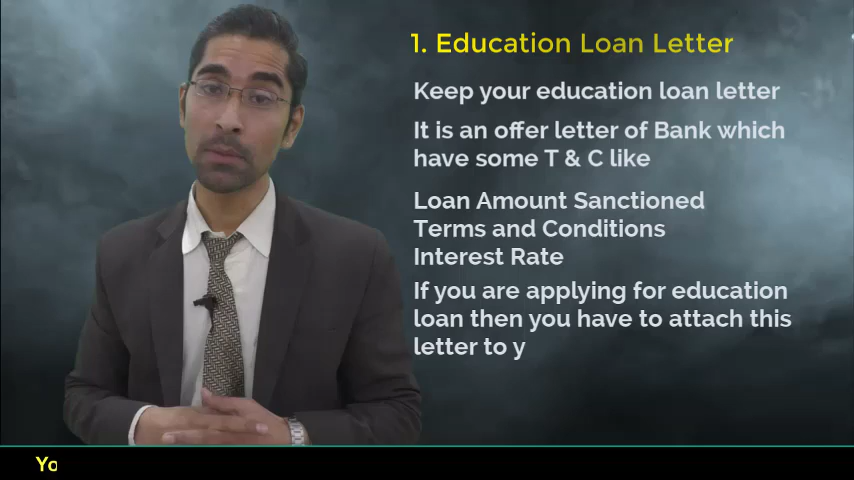 1. Education Loan Letter
Keep your education loan letter
It is an offer letter of Bank which
have some T & C like
Loan Amount Sanctioned
Terms and Conditions
Interest Rate
If you are applying for education
loan then you have to attach this
letter to y
Yo